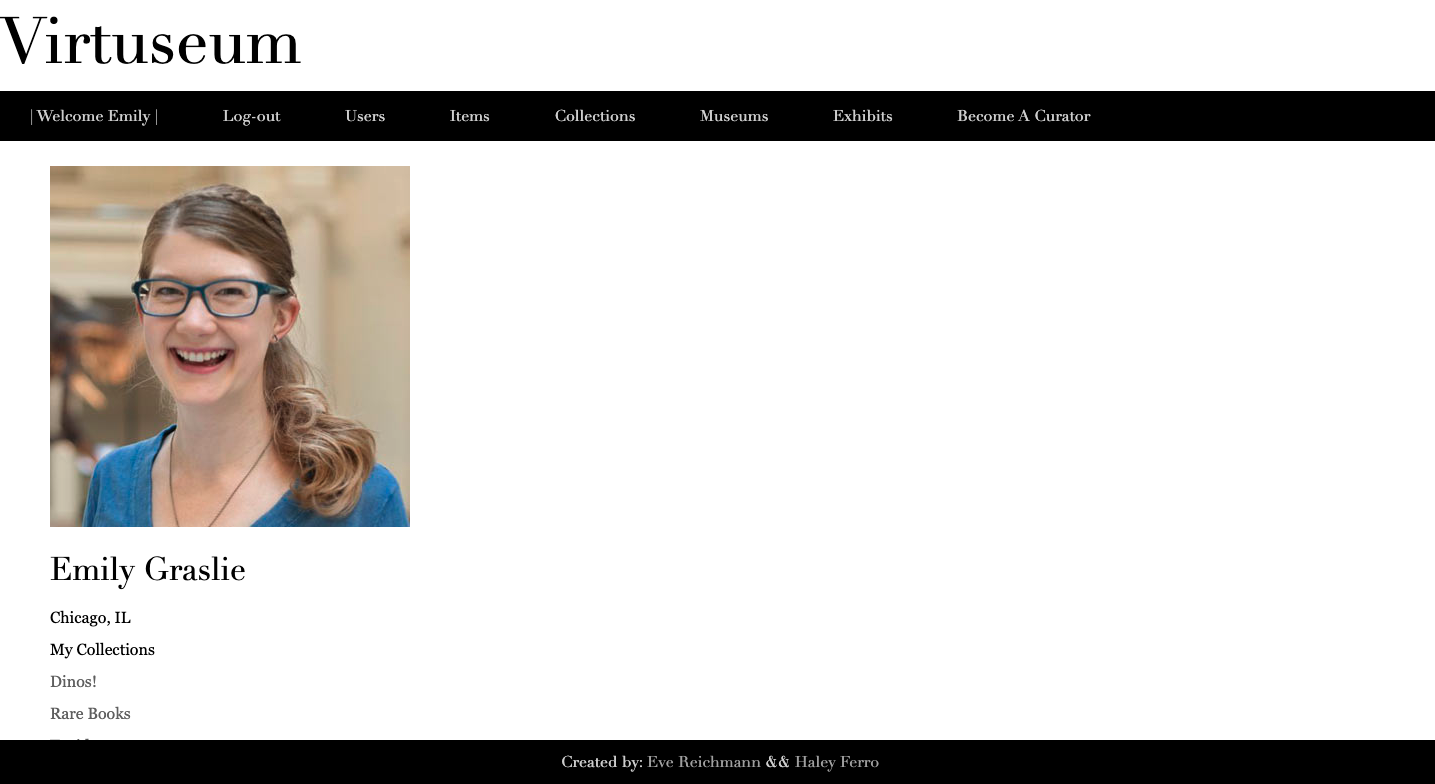 Virtuseum
| Welcome Emily | Log-out Users Items Collections Museums Exhibits Become A Curator
Emily Graslie
Chicago, IL
My Collections
Dinos!
Rare Books
Created by: Eve Reichmann && Haley Ferro